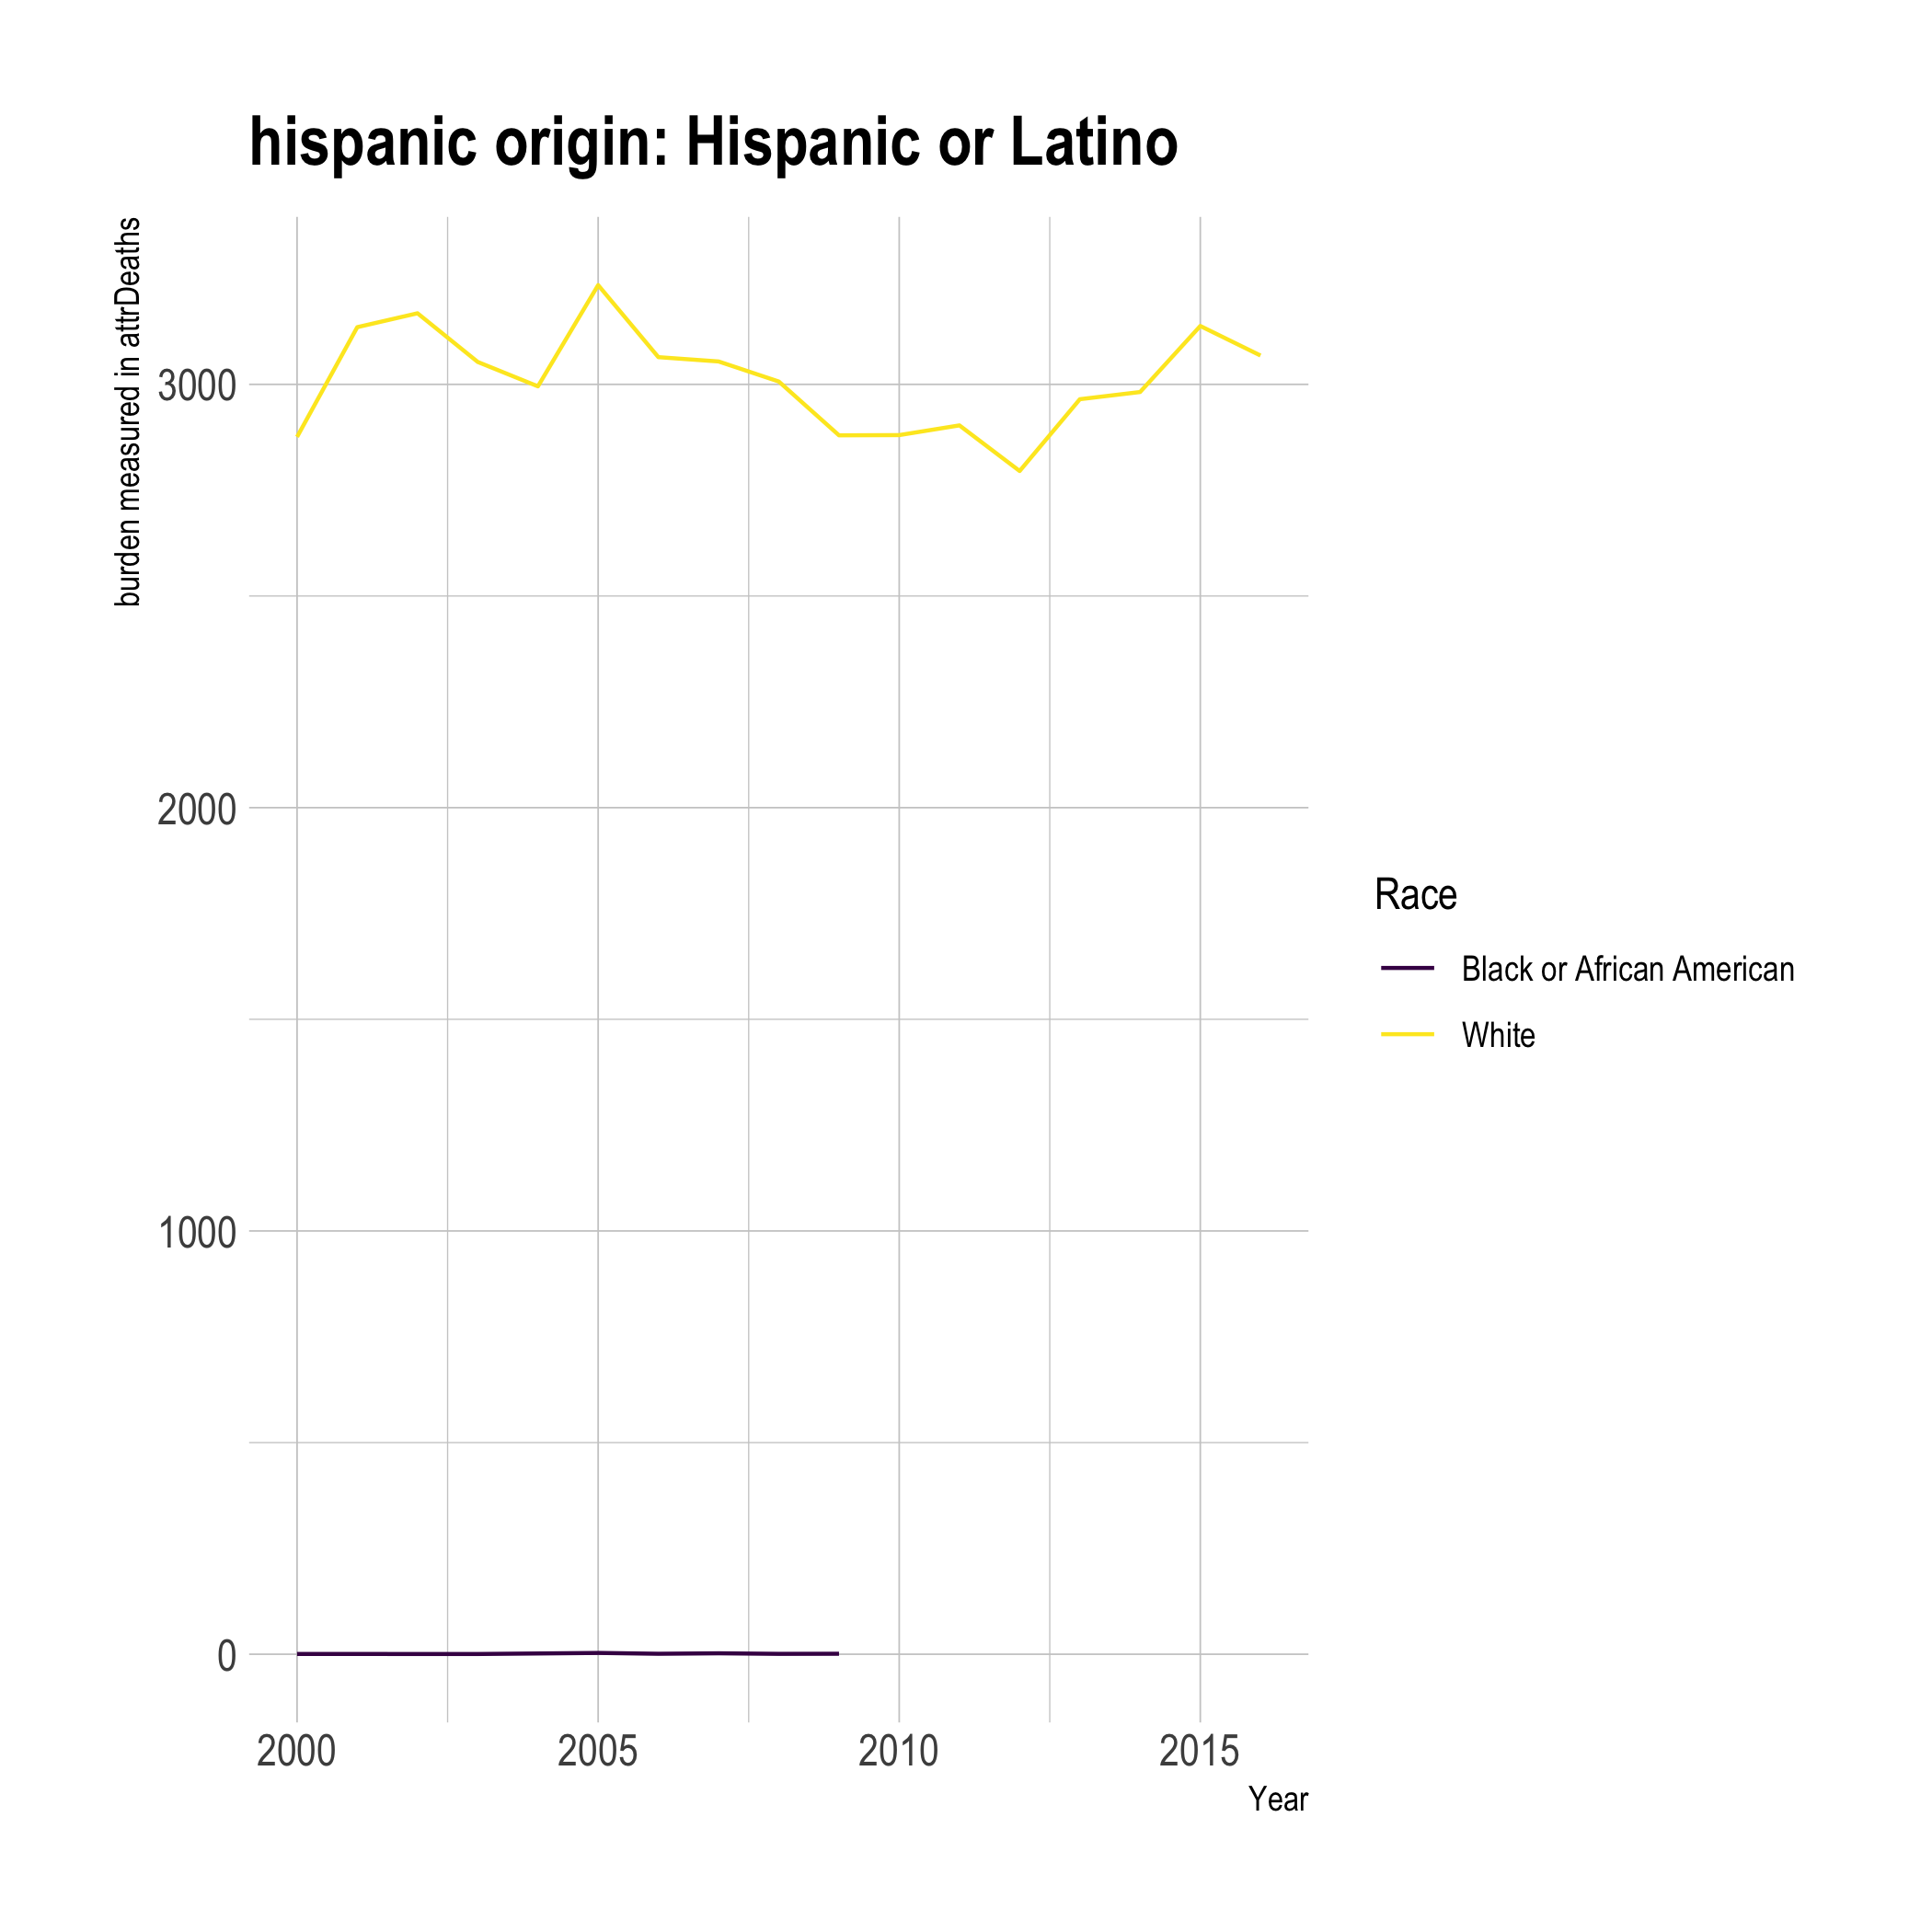 hispanic origin: Hispanic or Latino
burden measured in attrDeaths
3000
2000
1000
0
2000
2005
2010
2015
Year
Race
Black or African American
White